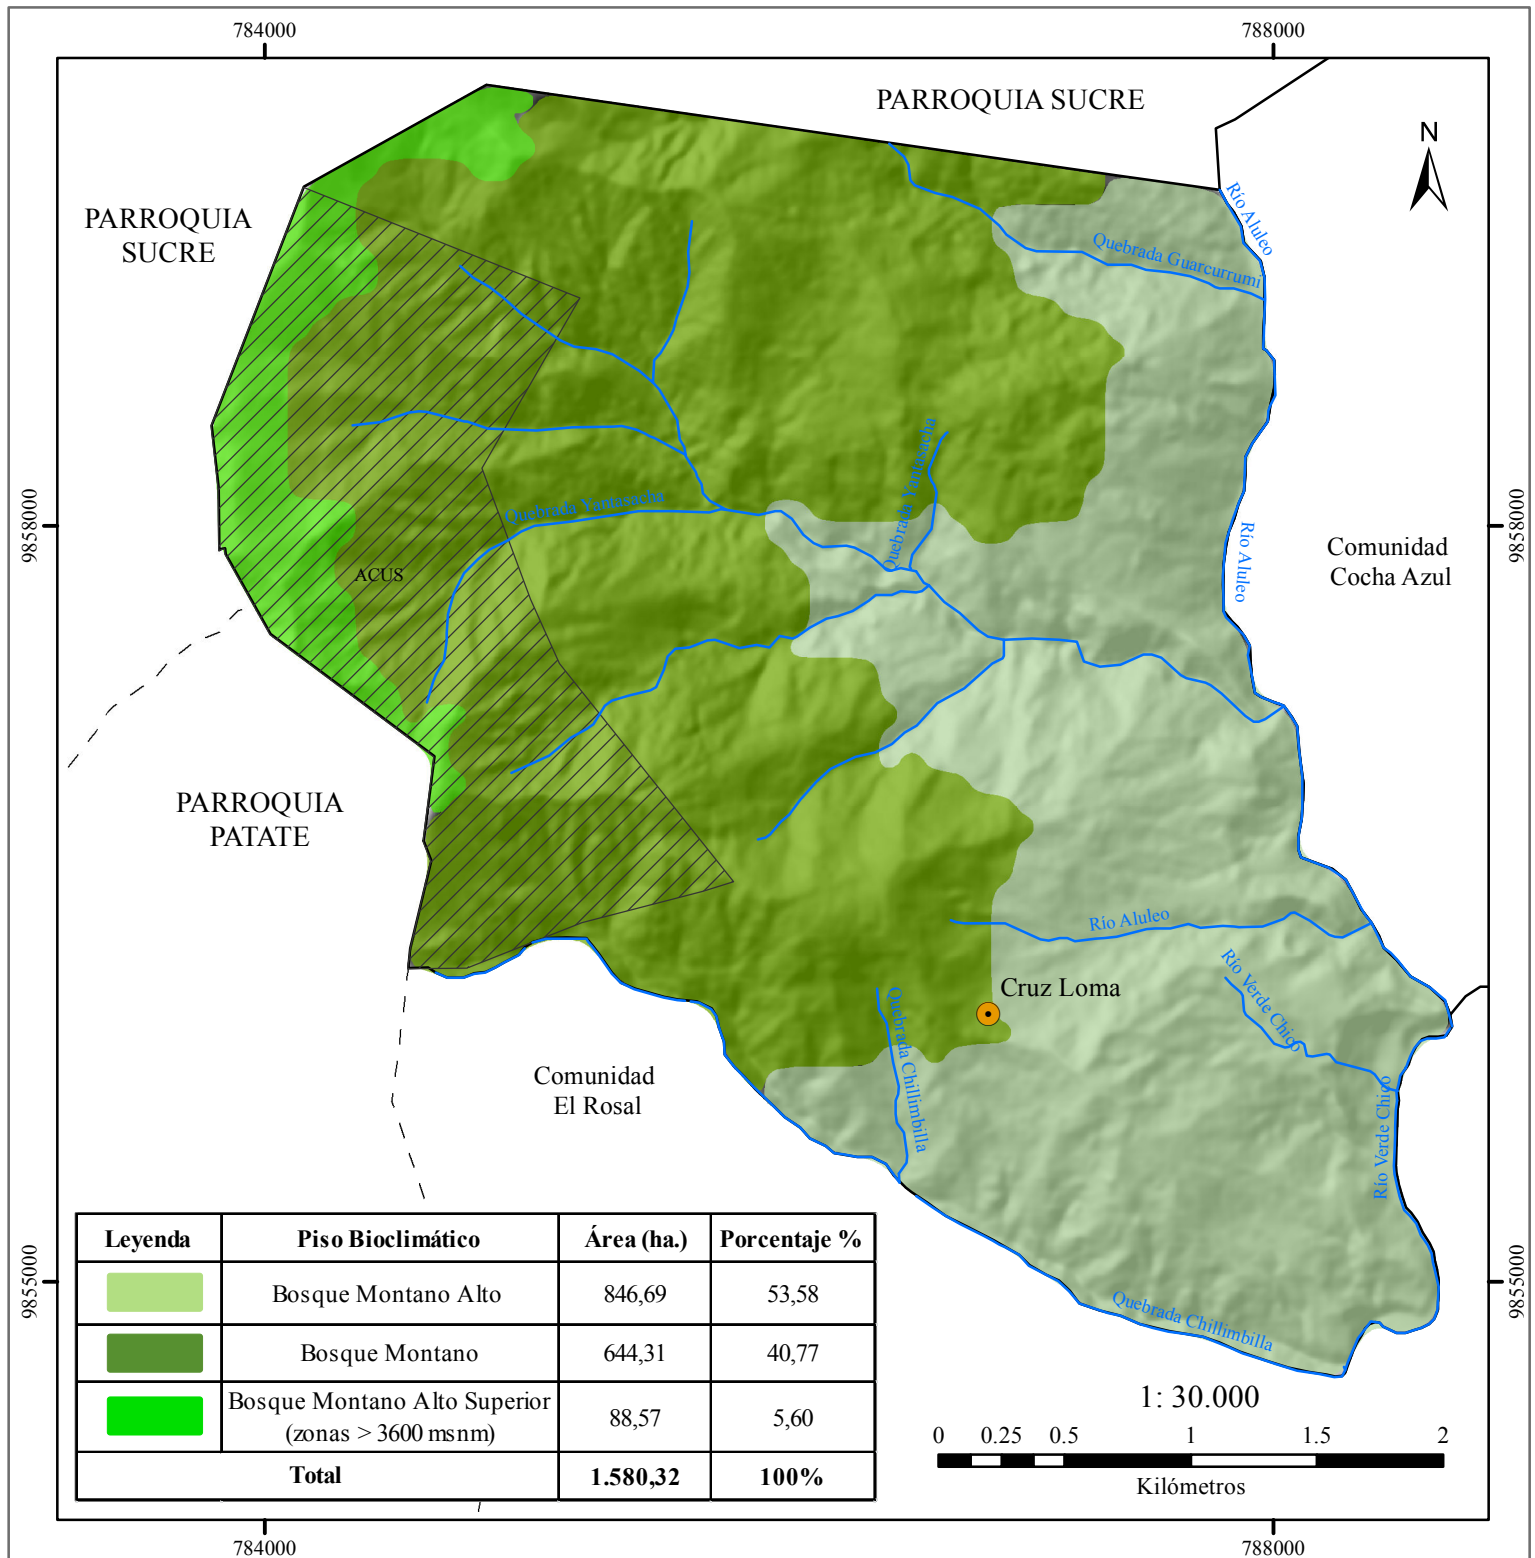 784000
788000
PARROQUIA SUCRE
N
PARROQUIA
SUCRE
Río Aluleo
Quebrada Guarcurrumi
Quebrada Yantasacha
Quebrada Yantasacha
9858000
9858000
Río Aluleo
Comunidad
Cocha Azul
ACUS
PARROQUIA
PATATE
Río Aluleo
Río Verde Chico
Cruz Loma
Quebrada Chillimbilla
Comunidad
El Rosal
Río Verde Chico
Leyenda Piso Bioclimático Área (ha.) Porcentaje %
Bosque Montano Alto 846,69 53,58
Bosque Montano 644,31 40,77
Bosque Montano Alto Superior
(zonas > 3600 msnm) 88,57 5,60
Total 1.580,32 100%
9855000
9855000
Quebrada Chillimbilla
1: 30.000
0 0.25 0.5 1 1.5 2
Kilómetros
784000
788000